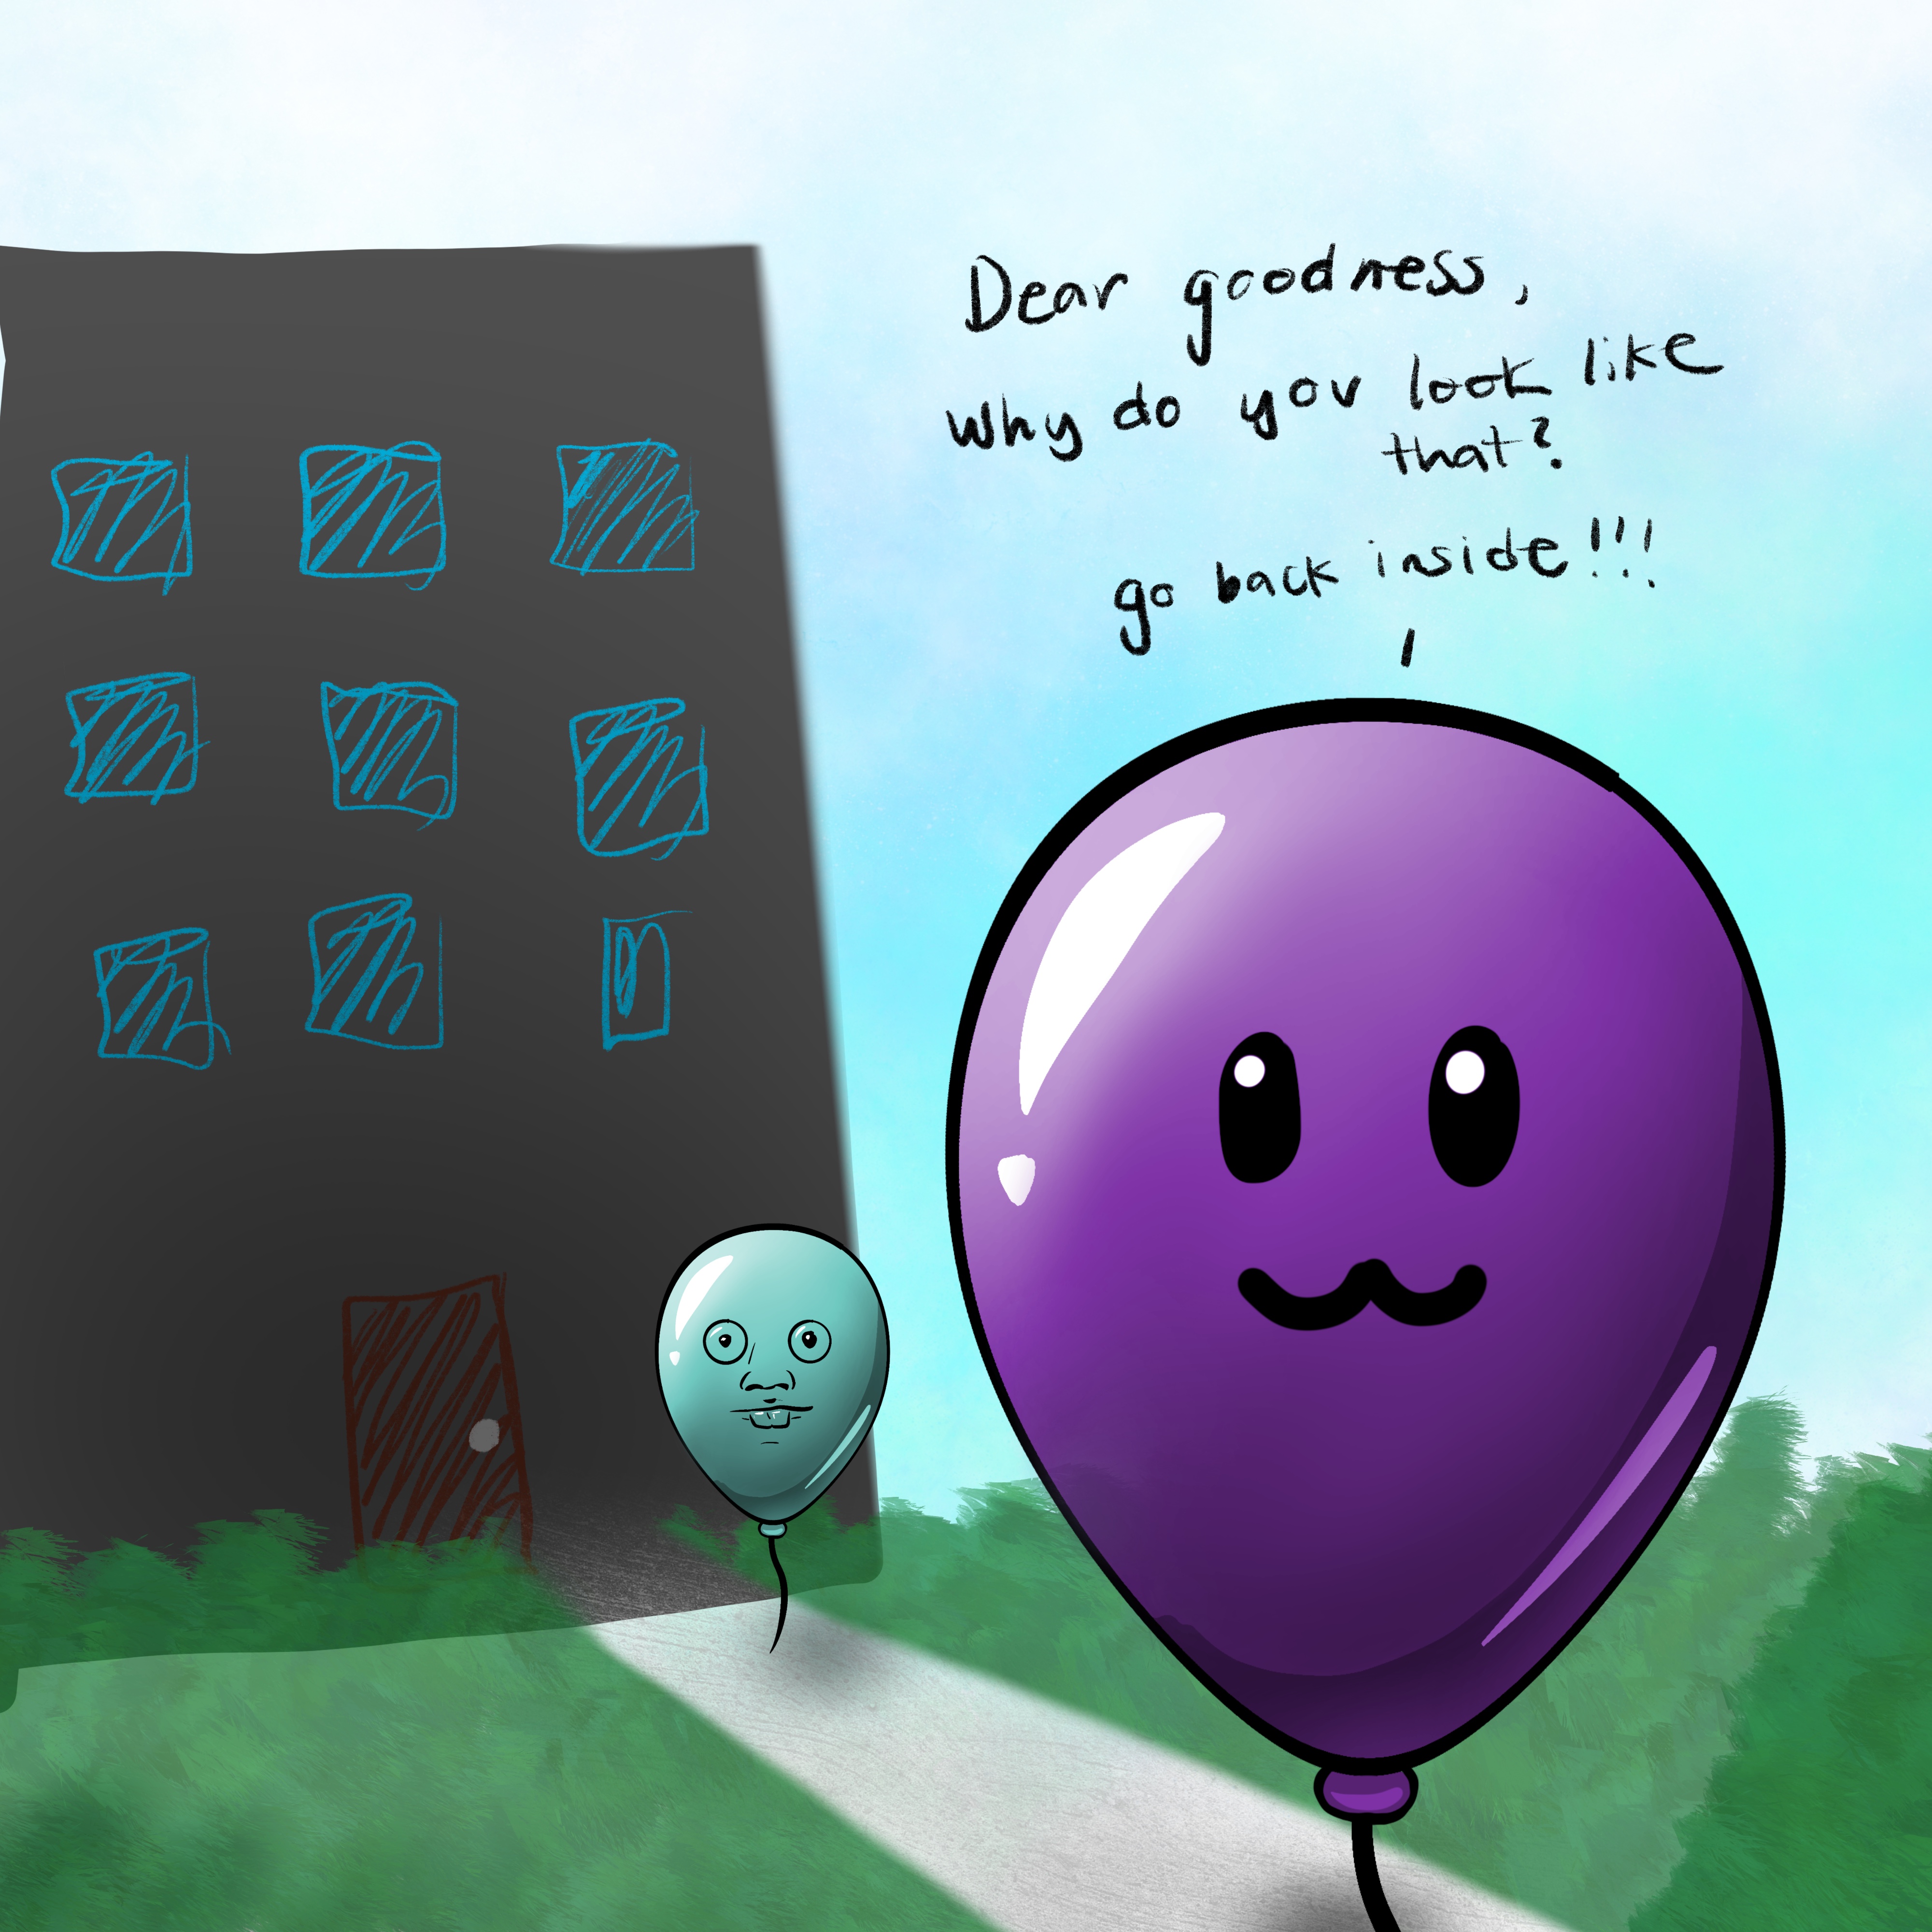 Dear goodness,
Why do you look like
that?
go back inside!!!